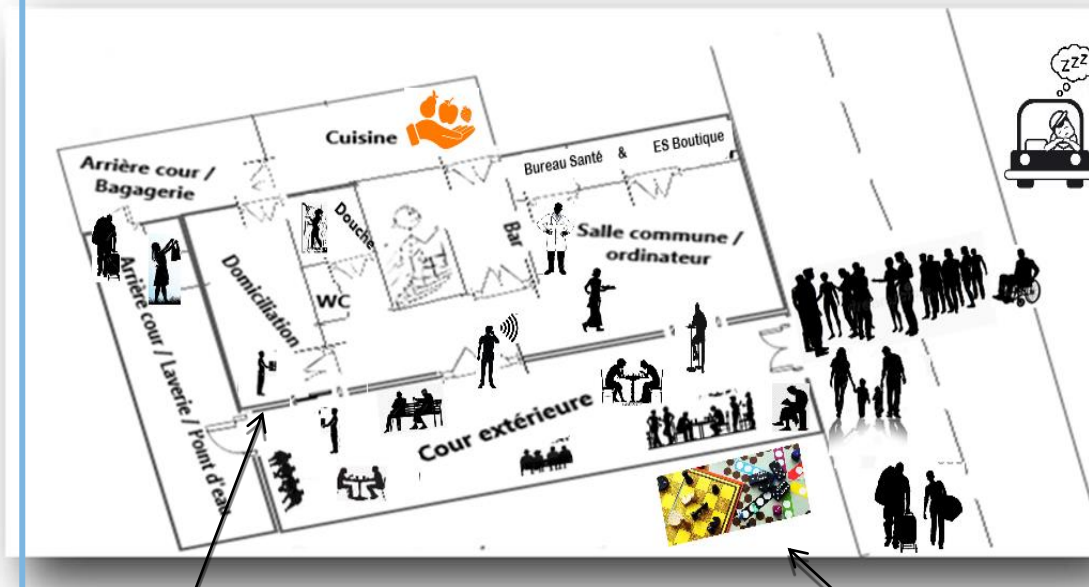 zzz
Cuisine
Bureau Santé & ES Boutique
Arrière cour /
Bagagerie
Douche
Bar
Salle commune /
ordinateur
Domiciliation
WC
Arrière cour / Laverie / Point d'eau
Cour extérieure